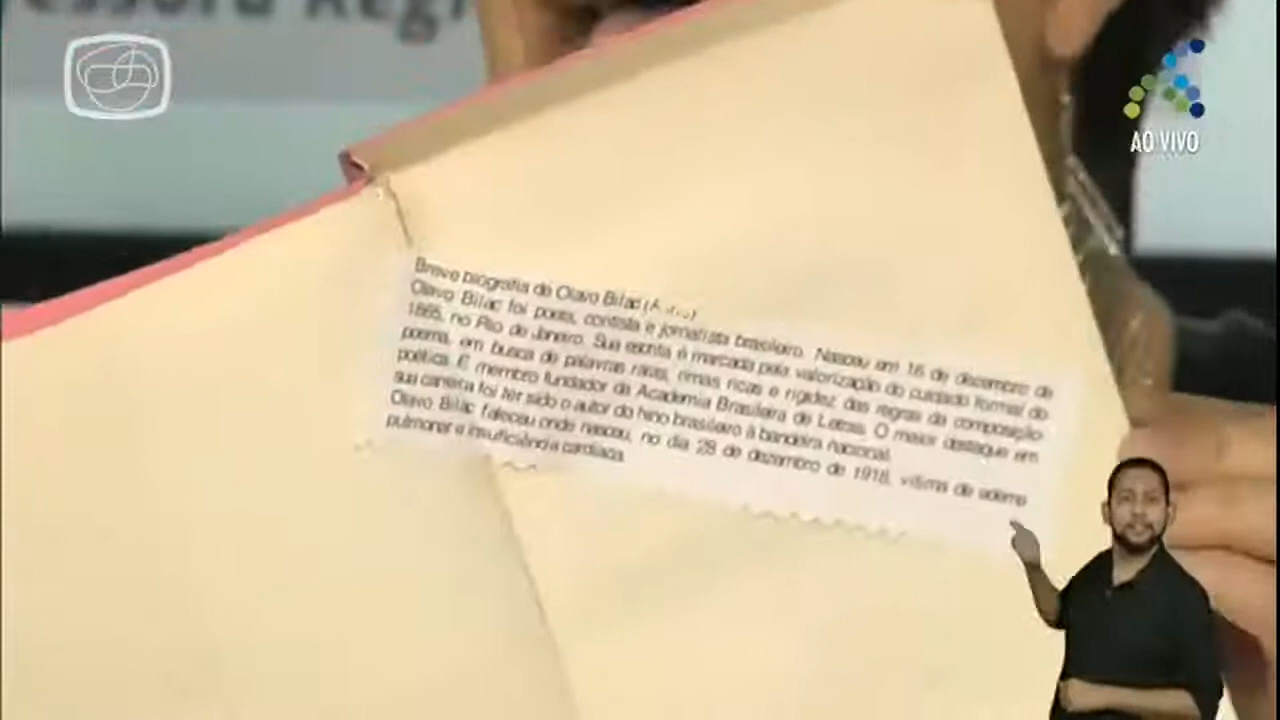 essora Regi
AO VIVO
Breve biografia de Olavo Bilac
Olavo Bilac foi poeta, contista e jornalista brasileiro. Nasceu em 16 de dezembro de
1865, no Rio de Janeiro. Sua escrita é marcada pela valorização do cuidado formal do
poema, em busca de palavras raras, rimas ricas e rigidez das regras da composição
poética. É membro fundador da Academia Brasileira de Letras. O maior destaque em
sua carreira foi ter sido o autor do hino brasileiro à bandeira nacional.
Olavo Bilac faleceu onde nasceu, no dia 28 de dezembro de 1918, vítima de edema
pulmonar e insuficiência cardíaca.